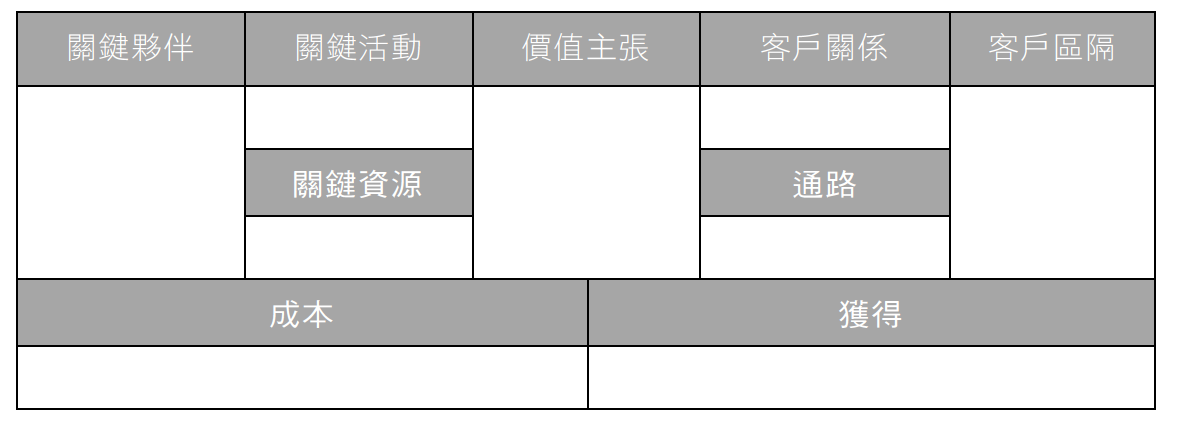 關鍵夥伴
關鍵活動
價值主張
客戶關係
客戶區隔
關鍵資源
通路
成本
獲得